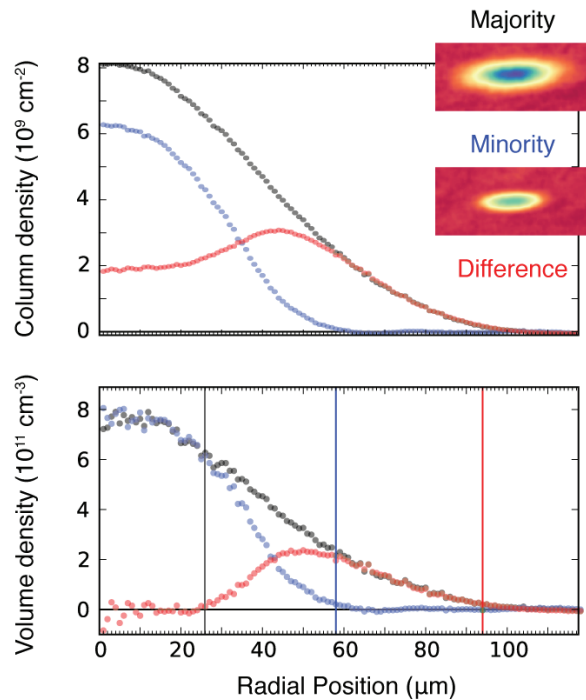 Majority
Minority
Difference
Column density (10⁹ cm⁻²)
8
6
4
2
0
Volume density (10¹¹ cm⁻³)
8
6
4
2
0
0 20 40 60 80 100
Radial Position (μm)